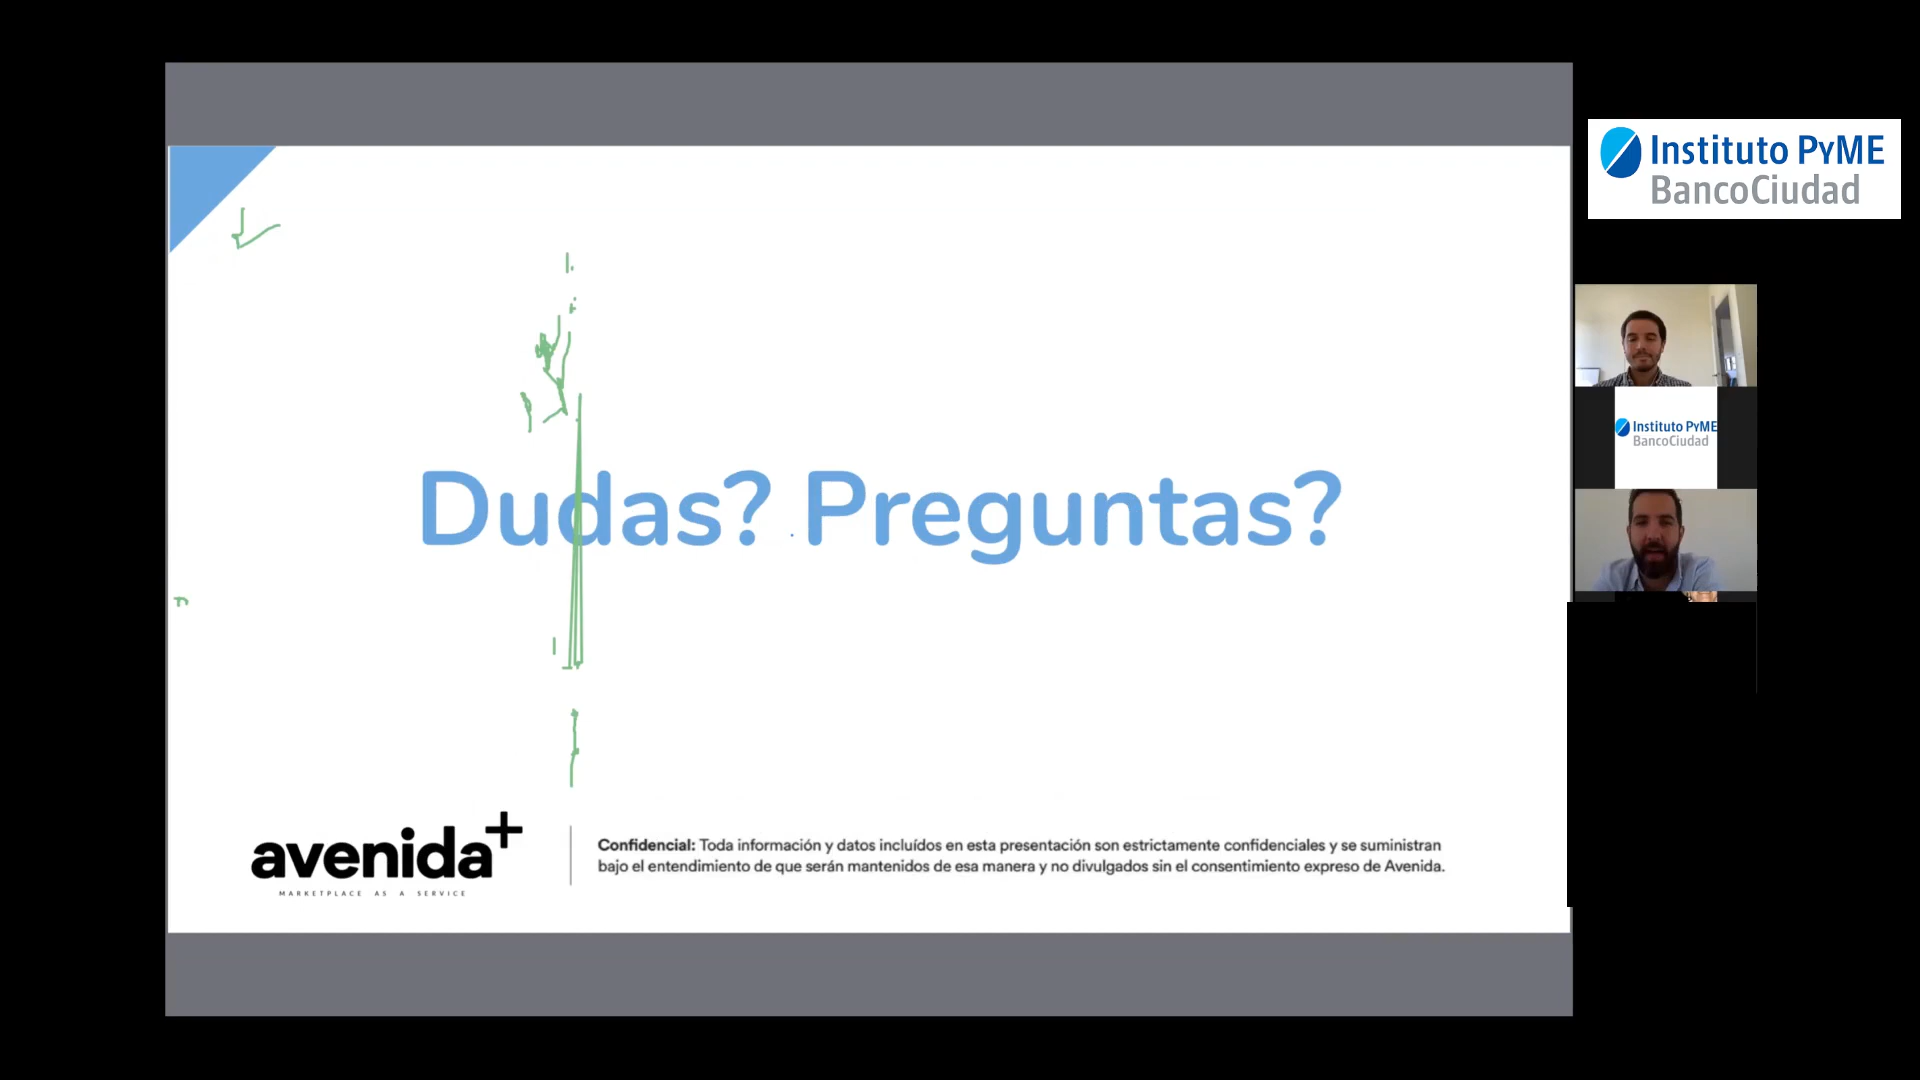 Instituto PyME
BancoCiudad
Dudas? Preguntas?
Instituto PyME
BancoCiudad
avenida+
MARKETPLACE AS A SERVICE
Confidencial: Toda información y datos incluídos en esta presentación son estrictamente confidenciales y se suministran
bajo el entendimiento de que serán mantenidos de esa manera y no divulgados sin el consentimiento expreso de Avenida.